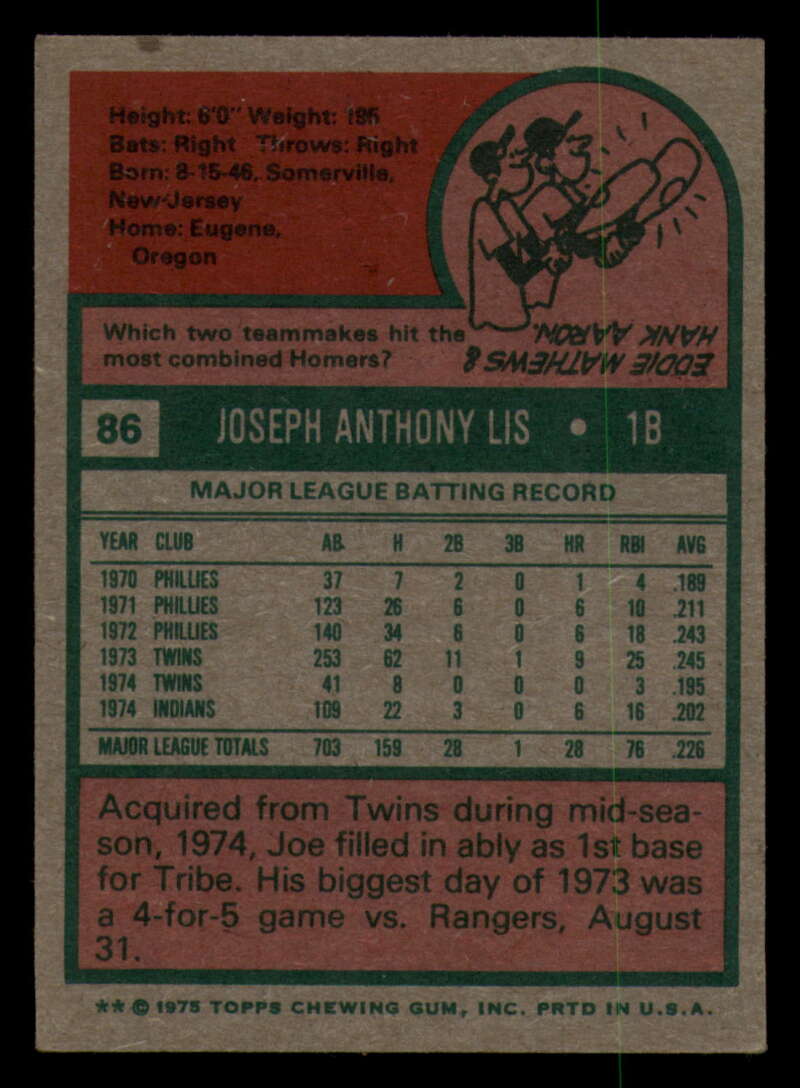 Height: 6'0" Weight: 195
Bats: Right Throws: Right
Born: 8-15-46, Somerville,
New Jersey
Home: Eugene,
Oregon
Which two teammakes hit the
most combined Homers?
EDDIE MATHEWS &
HANK AARON.
86 JOSEPH ANTHONY LIS • 1B
MAJOR LEAGUE BATTING RECORD
YEAR CLUB AB H 2B 3B HR RBI AVG
1970 PHILLIES 37 7 2 0 1 4 .189
1971 PHILLIES 123 26 6 0 6 10 .211
1972 PHILLIES 140 34 6 0 6 18 .243
1973 TWINS 253 62 11 1 9 25 .245
1974 TWINS 41 8 0 0 0 3 .195
1974 INDIANS 109 22 3 0 6 16 .202
MAJOR LEAGUE TOTALS 703 159 28 1 28 76 .226
Acquired from Twins during mid-sea-
son, 1974, Joe filled in ably as 1st base
for Tribe. His biggest day of 1973 was
a 4-for-5 game vs. Rangers, August
31.
** © 1975 TOPPS CHEWING GUM, INC. PRTD IN U.S.A.